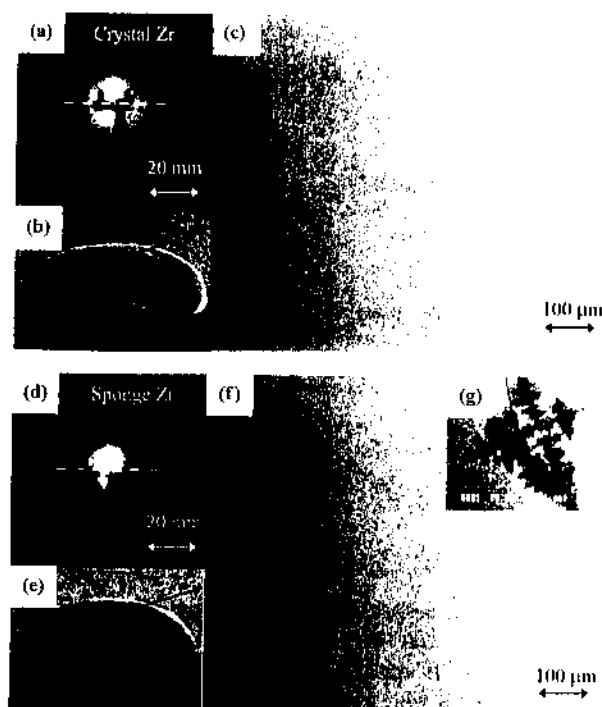 (a) Crystal Zr (c)
20 mm
(b)
100 μm
(d) Sponge Zr (f) (g)
20 mm
(e)
100 μm